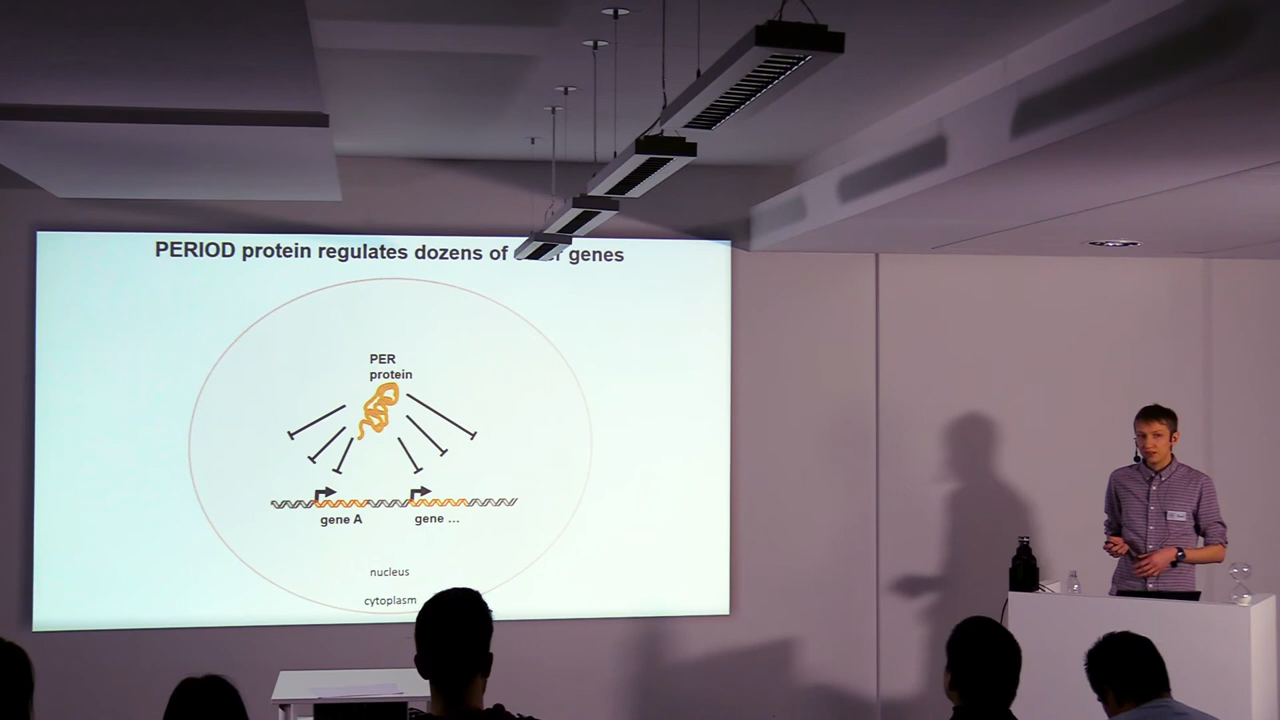 PERIOD protein regulates dozens of genes
PER
protein
gene A
gene ...
nucleus
cytoplasm